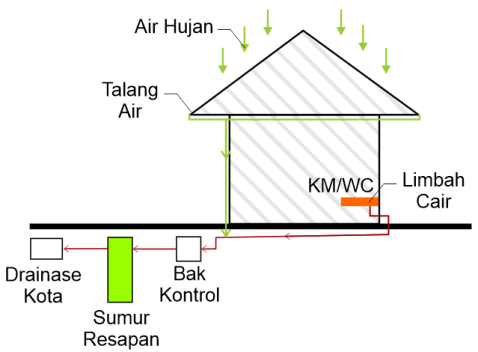 Air Hujan
Talang
Air
KM/WC
Limbah
Cair
Drainase
Kota
Bak
Kontrol
Sumur
Resapan